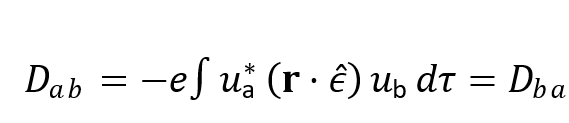 D_{ab} = −e∫ u_a^* (𝐫 · ε̂) u_b dτ = D_{ba}